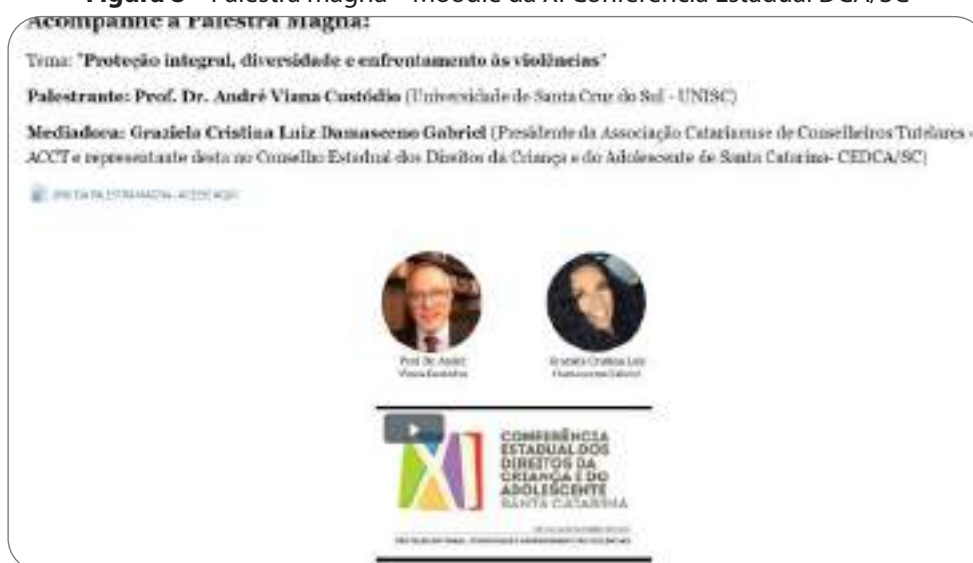 Figura 8 – Palestra magna – Moodle da XI Conferência Estadual DCA/SC
Acompanhe a Palestra Magna:
Tema: "Proteção integral, diversidade e enfrentamento às violências"
Palestrante: Prof. Dr. André Viana Custódio (Universidade de Santa Cruz do Sul - UNISC)
Mediadora: Graziela Cristina Luiz Damasceno Gabriel (Presidente da Associação Catarinense de Conselheiros Tutelares -
ACCT e representante desta no Conselho Estadual dos Direitos da Criança e do Adolescente de Santa Catarina- CEDCA/SC)
Prof. Dr. André
Viana Custódio
Graziela Cristina Luiz
Damasceno Gabriel
XI
CONFERÊNCIA
ESTADUAL DOS
DIREITOS DA
CRIANÇA E DO
ADOLESCENTE
SANTA CATARINA